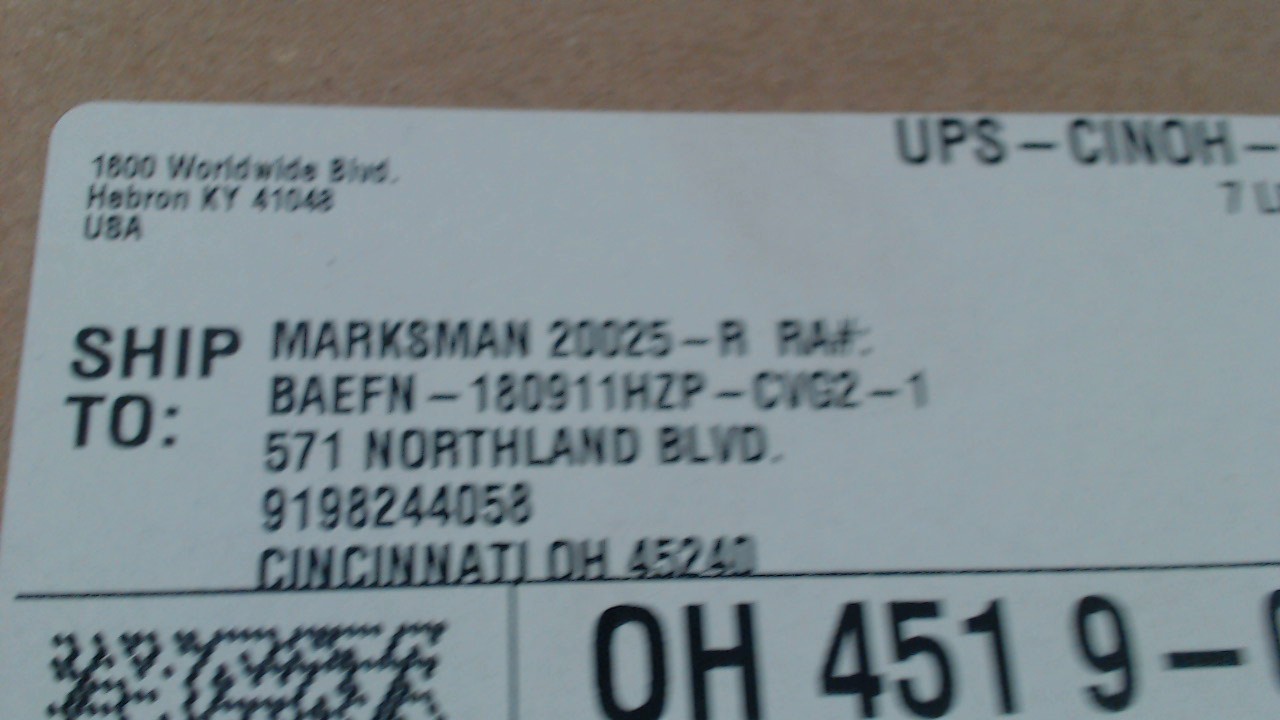 1600 Worldwide Blvd.
Hebron KY 41048
USA
UPS-CINOH-
7
SHIP TO:
MARKSMAN 20025-R RA#:
BAEFN-180911HZP-CVG2-1
571 NORTHLAND BLVD.
9198244058
CINCINNATI OH 45240
OH 451 9-